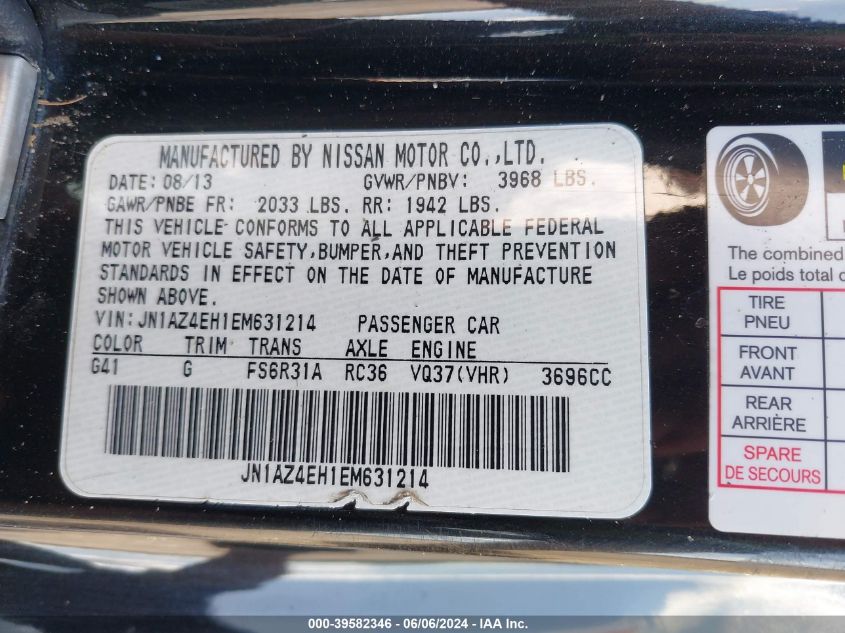 MANUFACTURED BY NISSAN MOTOR CO.,LTD.
DATE: 08/13 GVWR/PNBV: 3968 LBS.
GAWR/PNBE FR: 2033 LBS. RR: 1942 LBS.
THIS VEHICLE CONFORMS TO ALL APPLICABLE FEDERAL
MOTOR VEHICLE SAFETY,BUMPER,AND THEFT PREVENTION
STANDARDS IN EFFECT ON THE DATE OF MANUFACTURE
SHOWN ABOVE.
VIN:JN1AZ4EH1EM631214 PASSENGER CAR
COLOR TRIM TRANS AXLE ENGINE
G41 G FS6R31A RC36 VQ37(VHR) 3696CC
JN1AZ4EH1EM631214
The combined
Le poids total
TIRE
PNEU
FRONT
AVANT
REAR
ARRIÈRE
SPARE
DE SECOURS
000-39582346 - 06/06/2024 - IAA Inc.